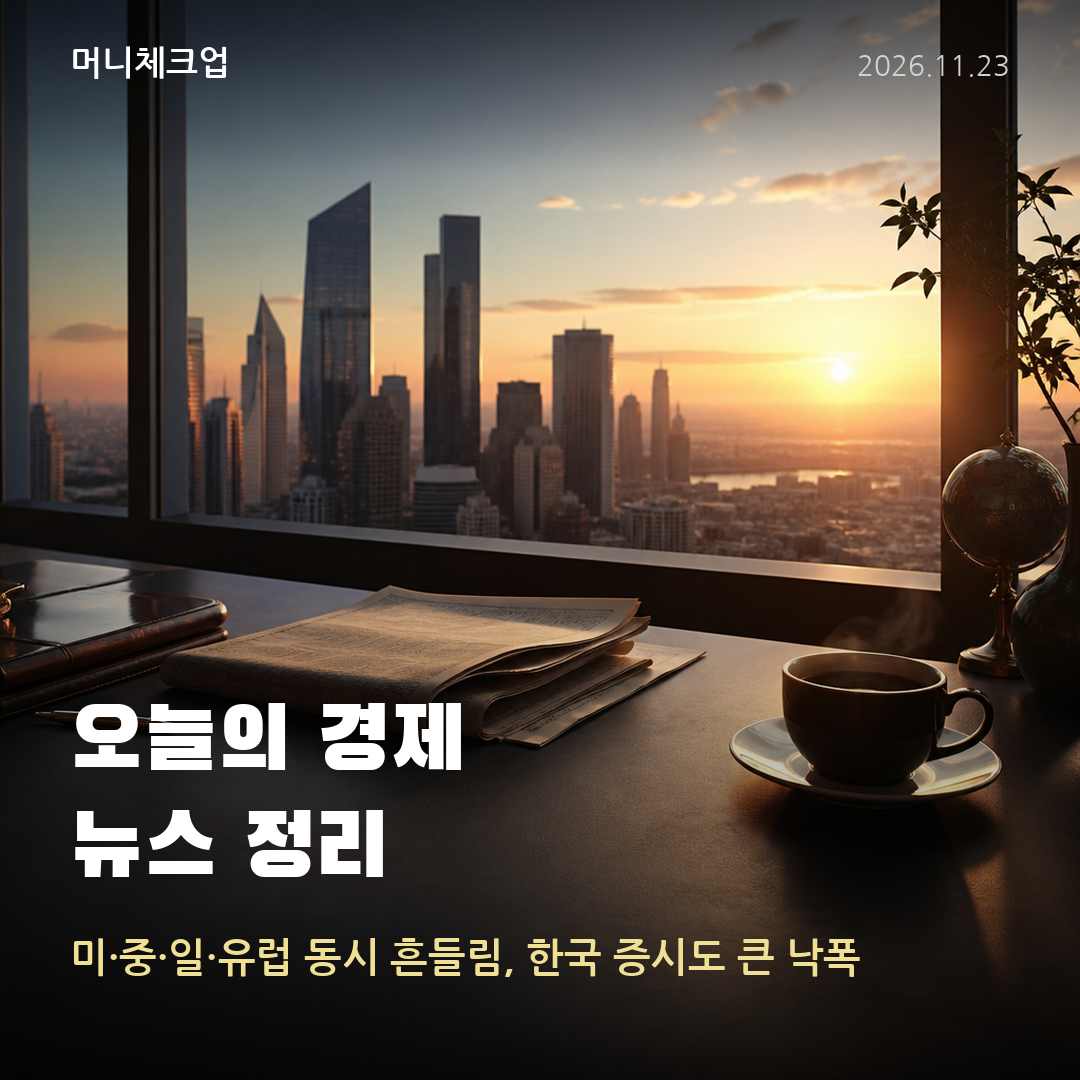 머니체크업
2026.11.23
오늘의 경제
뉴스 정리
미·중·일·유럽 동시 흔들림, 한국 증시도 큰 낙폭